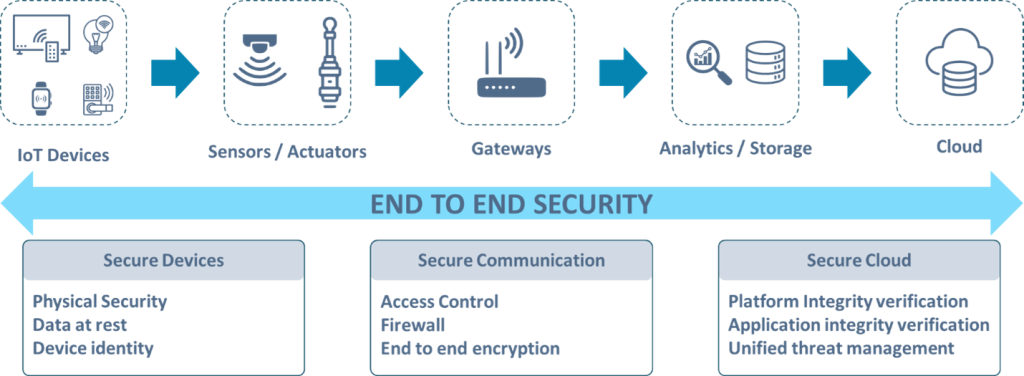 IoT Devices
Sensors / Actuators
Gateways
Analytics / Storage
Cloud
END TO END SECURITY
Secure Devices
Physical Security
Data at rest
Device identity
Secure Communication
Access Control
Firewall
End to end encryption
Secure Cloud
Platform Integrity verification
Application integrity verification
Unified threat management